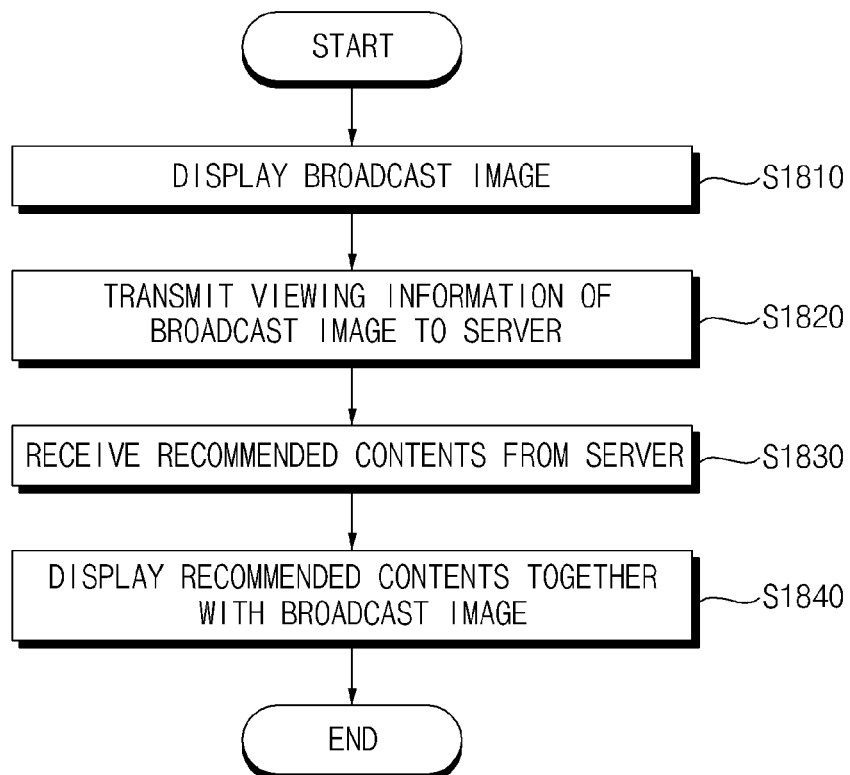 START
DISPLAY BROADCAST IMAGE
S1810
TRANSMIT VIEWING INFORMATION OF
BROADCAST IMAGE TO SERVER
S1820
RECEIVE RECOMMENDED CONTENTS FROM SERVER
S1830
DISPLAY RECOMMENDED CONTENTS TOGETHER
WITH BROADCAST IMAGE
S1840
END